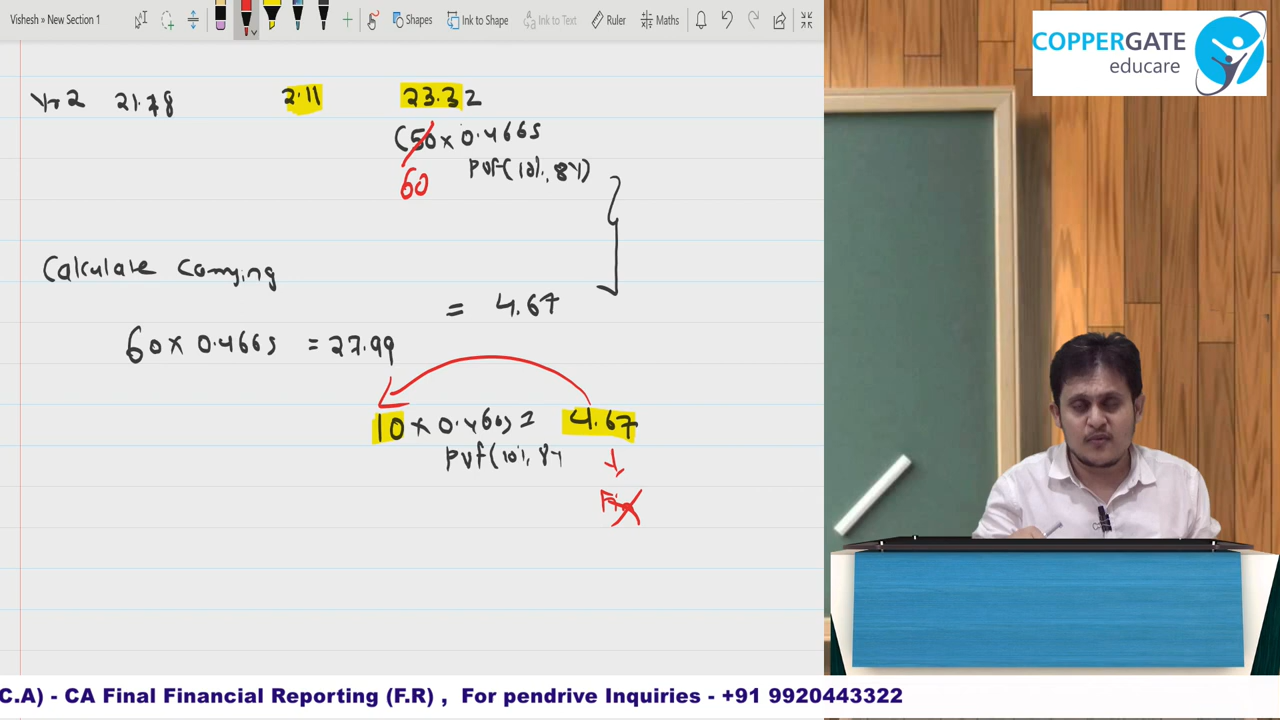 Vishesh » New Section 1
Shapes
Ink to Shape
Ink to Text
Ruler
Maths
COPPERGATE
educare
Yr 2 21.78 2.11 23.32
(50 x 0.4665
PVf(10%, 8Y)
60
Calculate Carrying
= 4.67
60 x 0.4665 = 27.99
10 x 0.4665 = 4.67
PVf(10%, 8Y
C.A) - CA Final Financial Reporting (F.R) , For pendrive Inquiries - +91 9920443322